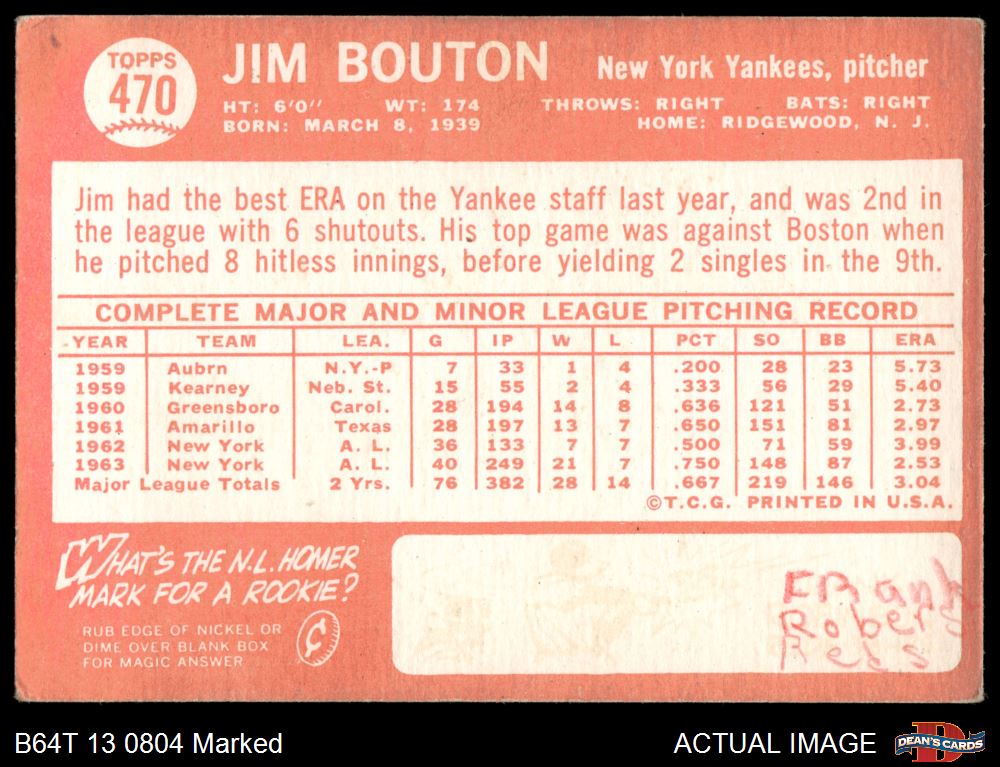 TOPPS
470
JIM BOUTON
New York Yankees, pitcher
HT: 6'0" WT: 174 THROWS: RIGHT BATS: RIGHT
BORN: MARCH 8, 1939 HOME: RIDGEWOOD, N. J.
Jim had the best ERA on the Yankee staff last year, and was 2nd in
the league with 6 shutouts. His top game was against Boston when
he pitched 8 hitless innings, before yielding 2 singles in the 9th.
COMPLETE MAJOR AND MINOR LEAGUE PITCHING RECORD
YEAR TEAM LEA. G IP W L PCT SO BB ERA
1959 Aubrn N.Y.-P 7 33 1 4 .200 28 23 5.73
1959 Kearney Neb. St. 15 55 2 4 .333 56 29 5.40
1960 Greensboro Carol. 28 194 14 8 .636 121 51 2.73
1961 Amarillo Texas 28 197 13 7 .650 151 81 2.97
1962 New York A. L. 36 133 7 7 .500 71 59 3.99
1963 New York A. L. 40 249 21 7 .750 148 87 2.53
Major League Totals 2 Yrs. 76 382 28 14 .667 219 146 3.04
©T.C.G. PRINTED IN U.S.A.
WHAT'S THE N.L. HOMER
MARK FOR A ROOKIE?
RUB EDGE OF NICKEL OR
DIME OVER BLANK BOX
FOR MAGIC ANSWER
¢
FRank
Robers
Reds
B64T 13 0804 Marked
ACTUAL IMAGE
D
DEAN'S CARDS